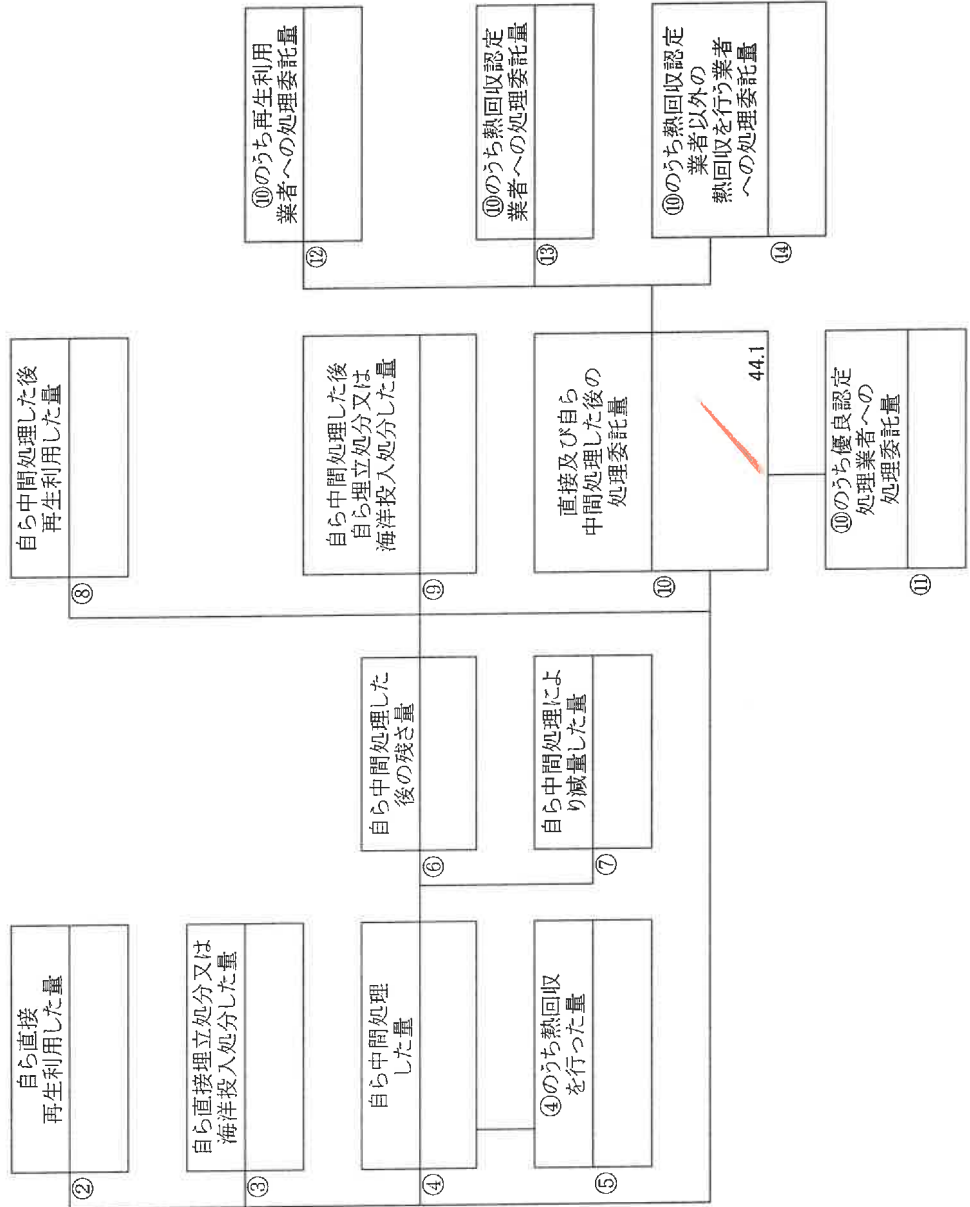 ②
自ら直接
再生利用した量
③
自ら直接埋立処分又は
海洋投入処分した量
④
自ら中間処理
した量
⑤
④のうち熱回収
を行った量
⑥
自ら中間処理した
後の残さ量
⑦
自ら中間処理によ
り減量した量
⑧
自ら中間処理した後
再生利用した量
⑨
自ら中間処理した後
自ら埋立処分又は
海洋投入処分した量
⑩
直接及び自ら
中間処理した後の
処理委託量
44.1
⑪
⑩のうち優良認定
処理業者への
処理委託量
⑫
⑩のうち再生利用
業者への処理委託量
⑬
⑩のうち熱回収認定
業者への処理委託量
⑭
⑩のうち熱回収認定
業者以外の
熱回収を行う業者
への処理委託量